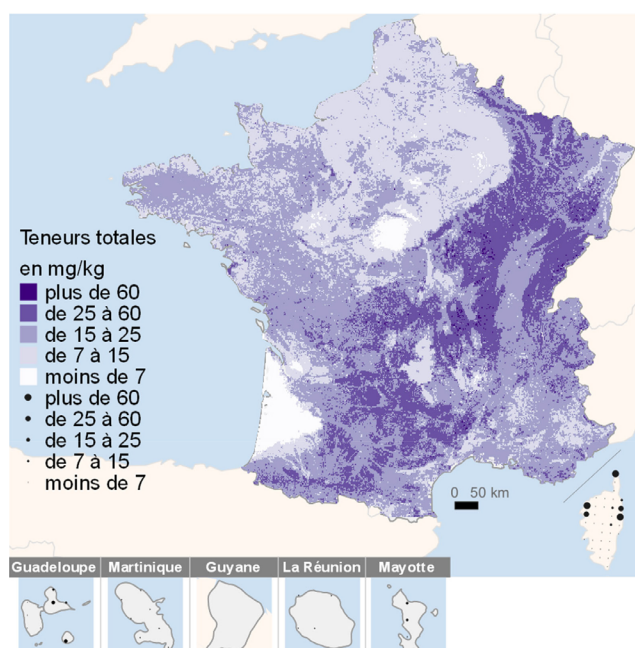 Teneurs totales
en mg/kg
plus de 60
de 25 à 60
de 15 à 25
de 7 à 15
moins de 7
plus de 60
de 25 à 60
de 15 à 25
de 7 à 15
moins de 7
0 50 km
Guadeloupe Martinique Guyane La Réunion Mayotte